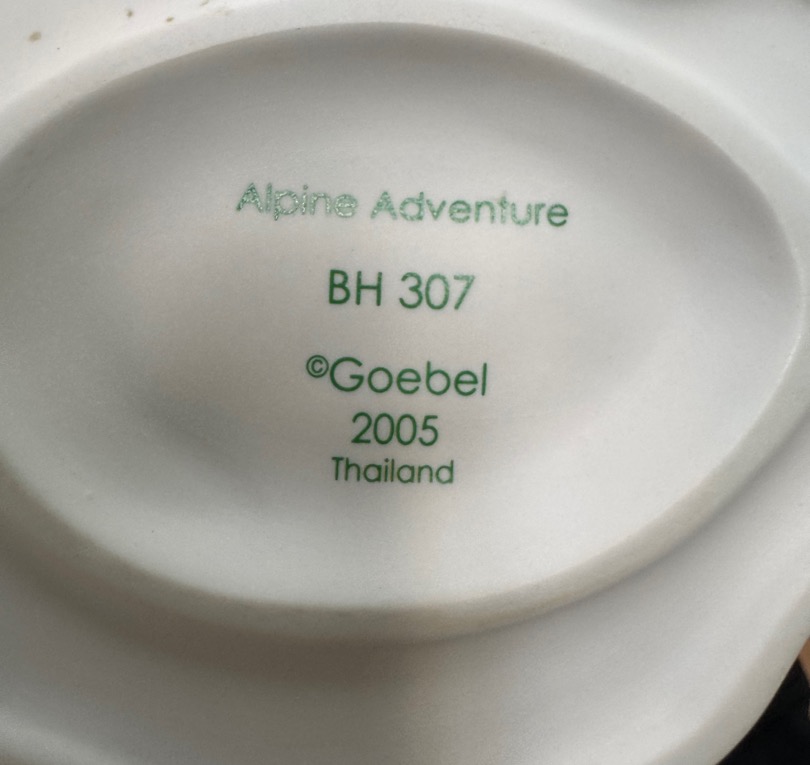 Alpine Adventure
BH 307
©Goebel
2005
Thailand